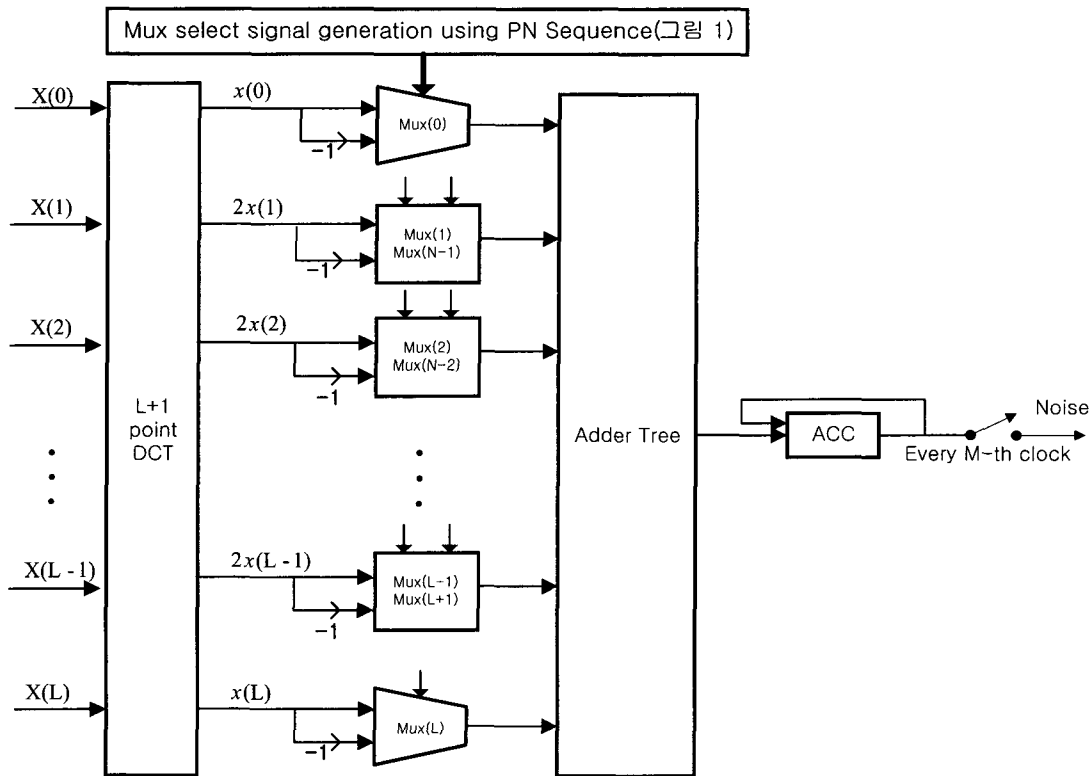 Mux select signal generation using PN Sequence(그림 1)
X(0)
x(0)
Mux(0)
-1
X(1)
2x(1)
Mux(1)
Mux(N-1)
-1
X(2)
2x(2)
Mux(2)
Mux(N-2)
-1
L+1
point
DCT
Adder Tree
ACC
Noise
Every M-th clock
X(L-1)
2x(L-1)
Mux(L-1)
Mux(L+1)
-1
X(L)
x(L)
Mux(L)
-1